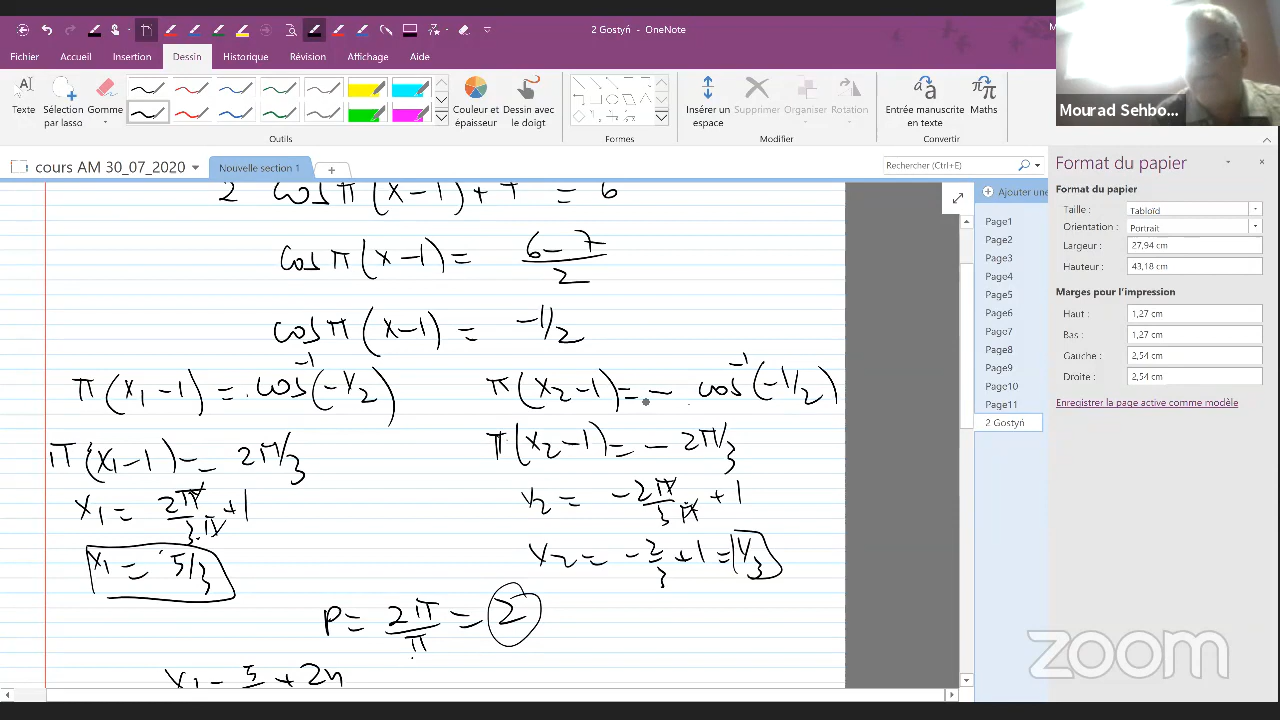 2 Gostyń - OneNote
Fichier Accueil Insertion Dessin Historique Révision Affichage Aide
Texte Sélection par lasso Gomme Couleur et épaisseur Dessin avec le doigt Insérer un espace Supprimer Organiser Rotation Entrée manuscrite en texte Maths
Outils Formes Modifier Convertir
Mourad Sehbo...
cours AM 30_07_2020 Nouvelle section 1 +
Rechercher (Ctrl+E)
Ajouter une
Page1
Page2
Page3
Page4
Page5
Page6
Page7
Page8
Page9
Page10
Page11
2 Gostyń
Format du papier
Format du papier
Taille : Tabloïd
Orientation : Portrait
Largeur : 27,94 cm
Hauteur : 43,18 cm
Marges pour l'impression
Haut : 1,27 cm
Bas : 1,27 cm
Gauche : 2,54 cm
Droite : 2,54 cm
Enregistrer la page active comme modèle
2 cos π(x-1) + 7 = 6
cos π(x-1) = (6-7)/2
cos π(x-1) = -1/2
π(x1-1) = cos⁻¹(-1/2) π(x2-1) = - cos⁻¹(-1/2)
π(x1-1) = 2π/3 π(x2-1) = - 2π/3
x1 = 2π/3.π + 1 x2 = -2π/3π + 1
x1 = 5/3 x2 = -2/3 + 1 = 1/3
P = 2π/π = 2
zoom